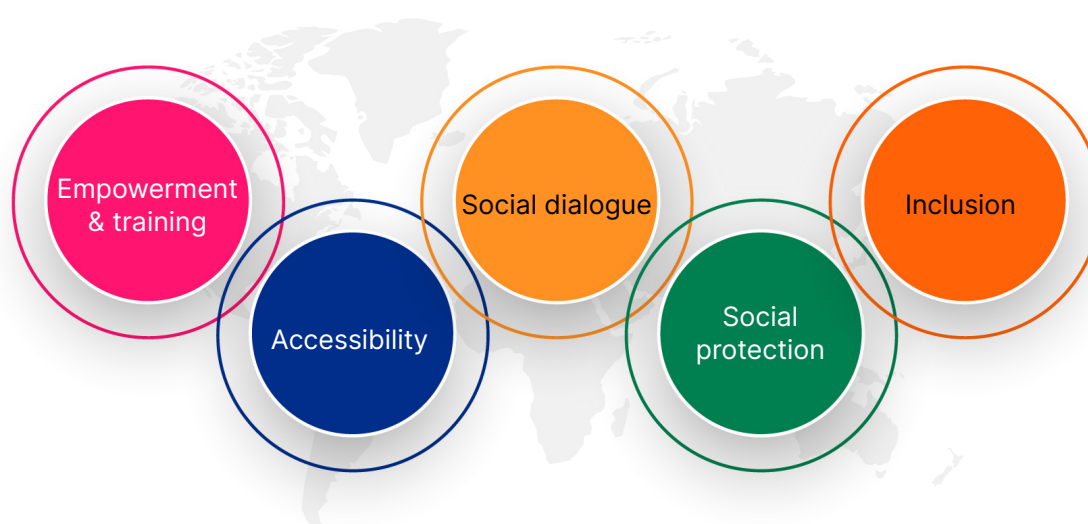 Empowerment
& training
Accessibility
Social dialogue
Social
protection
Inclusion